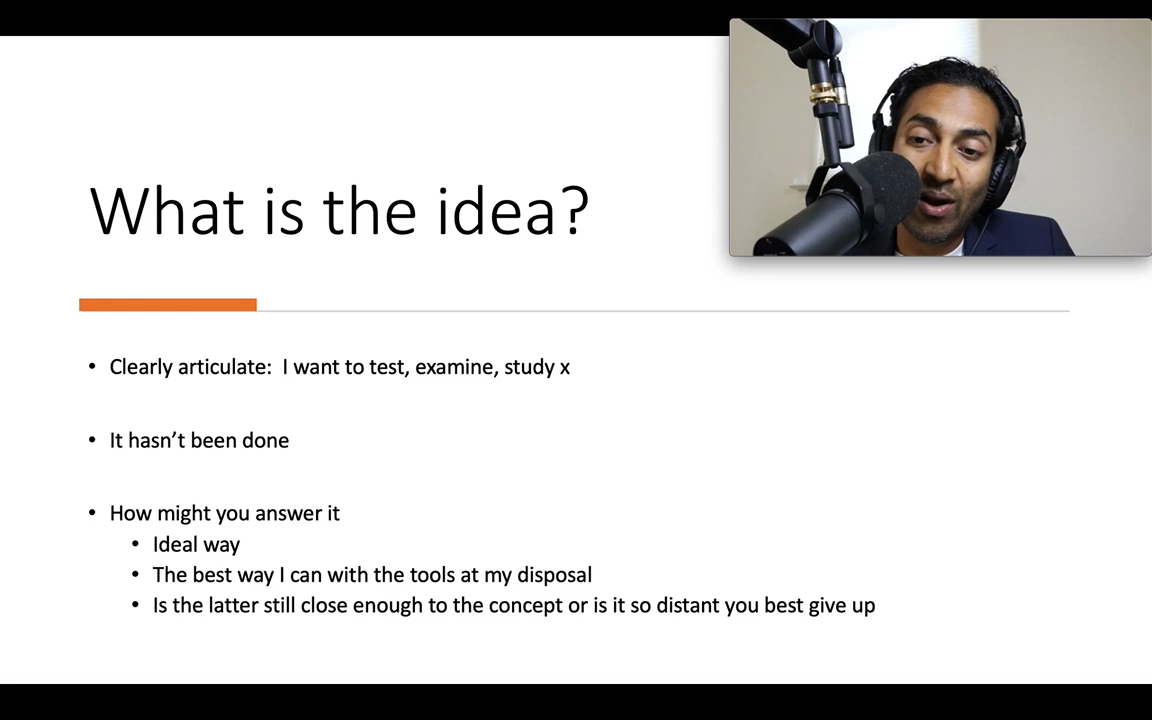 What is the idea?
• Clearly articulate:  I want to test, examine, study x
• It hasn’t been done
• How might you answer it
• Ideal way
• The best way I can with the tools at my disposal
• Is the latter still close enough to the concept or is it so distant you best give up